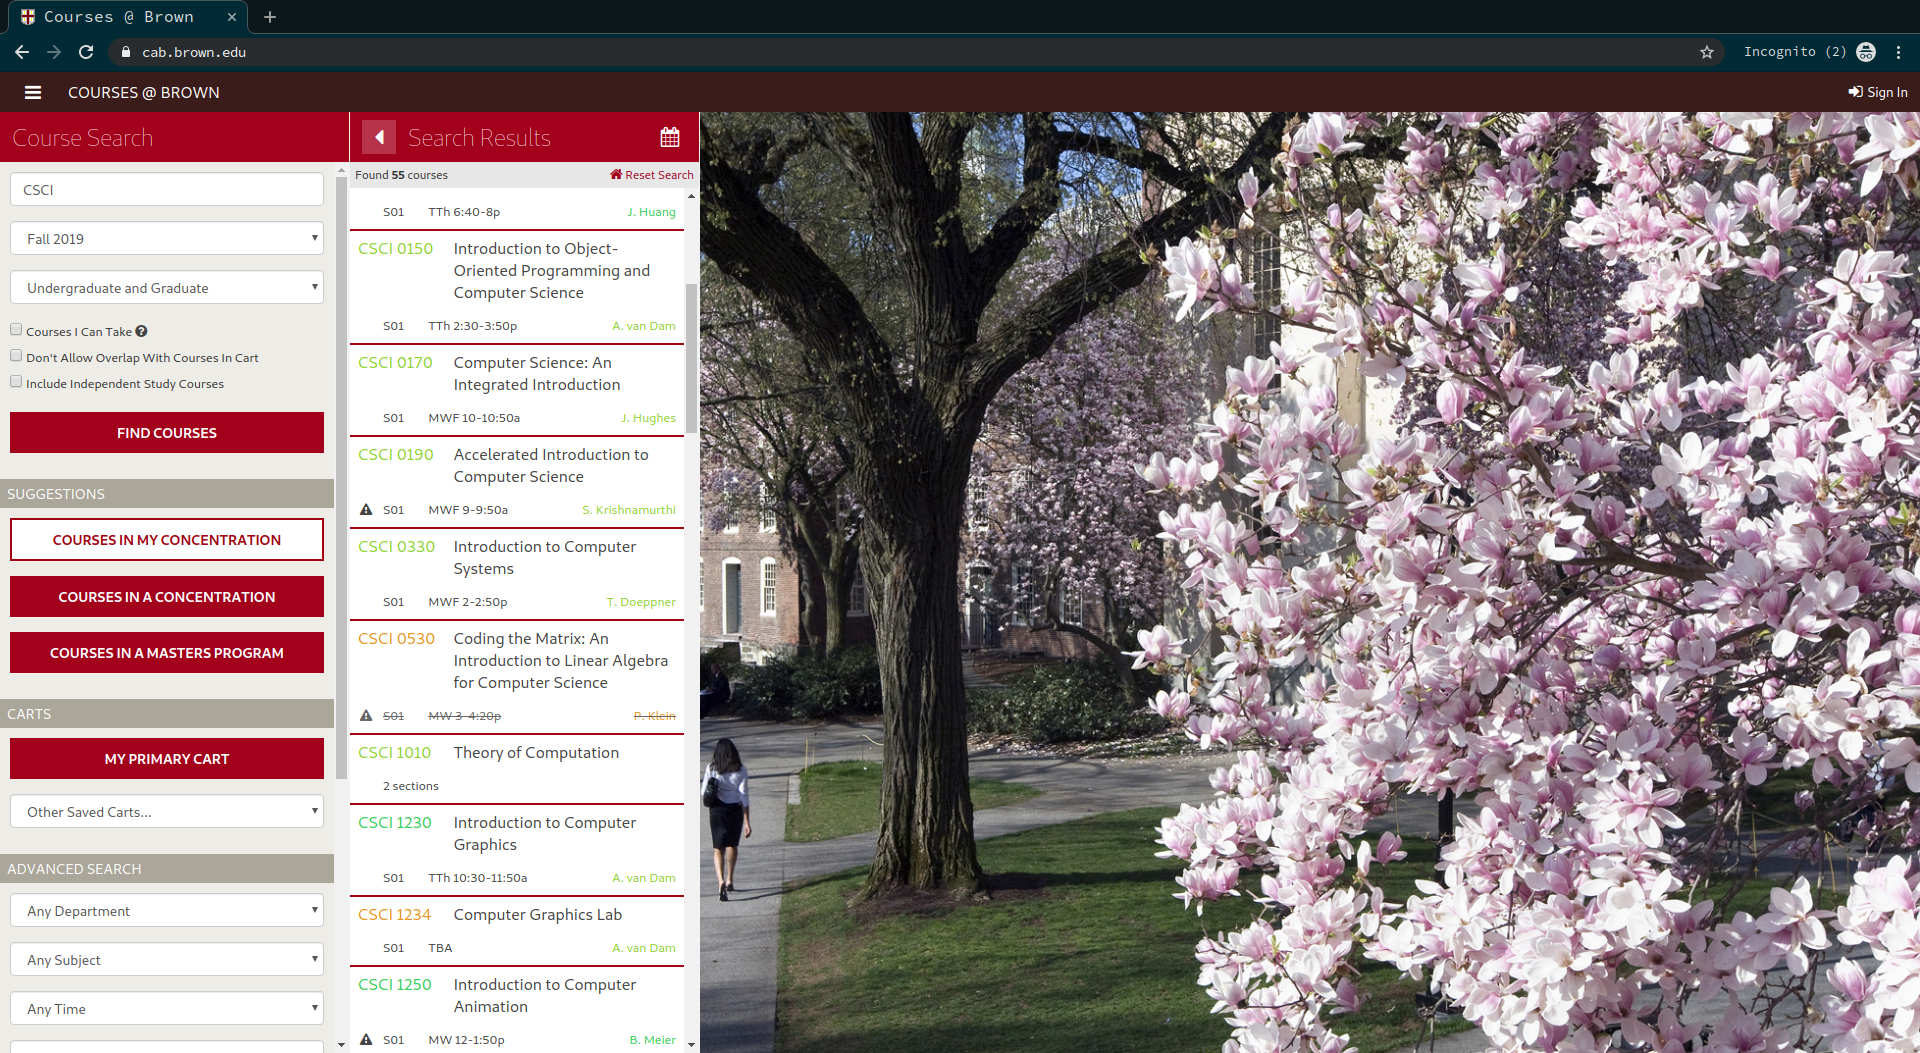 Courses @ Brown
cab.brown.edu
Incognito (2)
COURSES @ BROWN
Sign In
Course Search
CSCI
Fall 2019
Undergraduate and Graduate
Courses I Can Take
Don't Allow Overlap With Courses In Cart
Include Independent Study Courses
FIND COURSES
SUGGESTIONS
COURSES IN MY CONCENTRATION
COURSES IN A CONCENTRATION
COURSES IN A MASTERS PROGRAM
CARTS
MY PRIMARY CART
Other Saved Carts...
ADVANCED SEARCH
Any Department
Any Subject
Any Time
Search Results
Found 55 courses
Reset Search
S01 TTh 6:40-8p J. Huang
CSCI 0150 Introduction to Object-
Oriented Programming and
Computer Science
S01 TTh 2:30-3:50p A. van Dam
CSCI 0170 Computer Science: An
Integrated Introduction
S01 MWF 10-10:50a J. Hughes
CSCI 0190 Accelerated Introduction to
Computer Science
S01 MWF 9-9:50a S. Krishnamurthi
CSCI 0330 Introduction to Computer
Systems
S01 MWF 2-2:50p T. Doeppner
CSCI 0530 Coding the Matrix: An
Introduction to Linear Algebra
for Computer Science
S01 MW 3-4:20p P. Klein
CSCI 1010 Theory of Computation
2 sections
CSCI 1230 Introduction to Computer
Graphics
S01 TTh 10:30-11:50a A. van Dam
CSCI 1234 Computer Graphics Lab
S01 TBA A. van Dam
CSCI 1250 Introduction to Computer
Animation
S01 MW 12-1:50p B. Meier